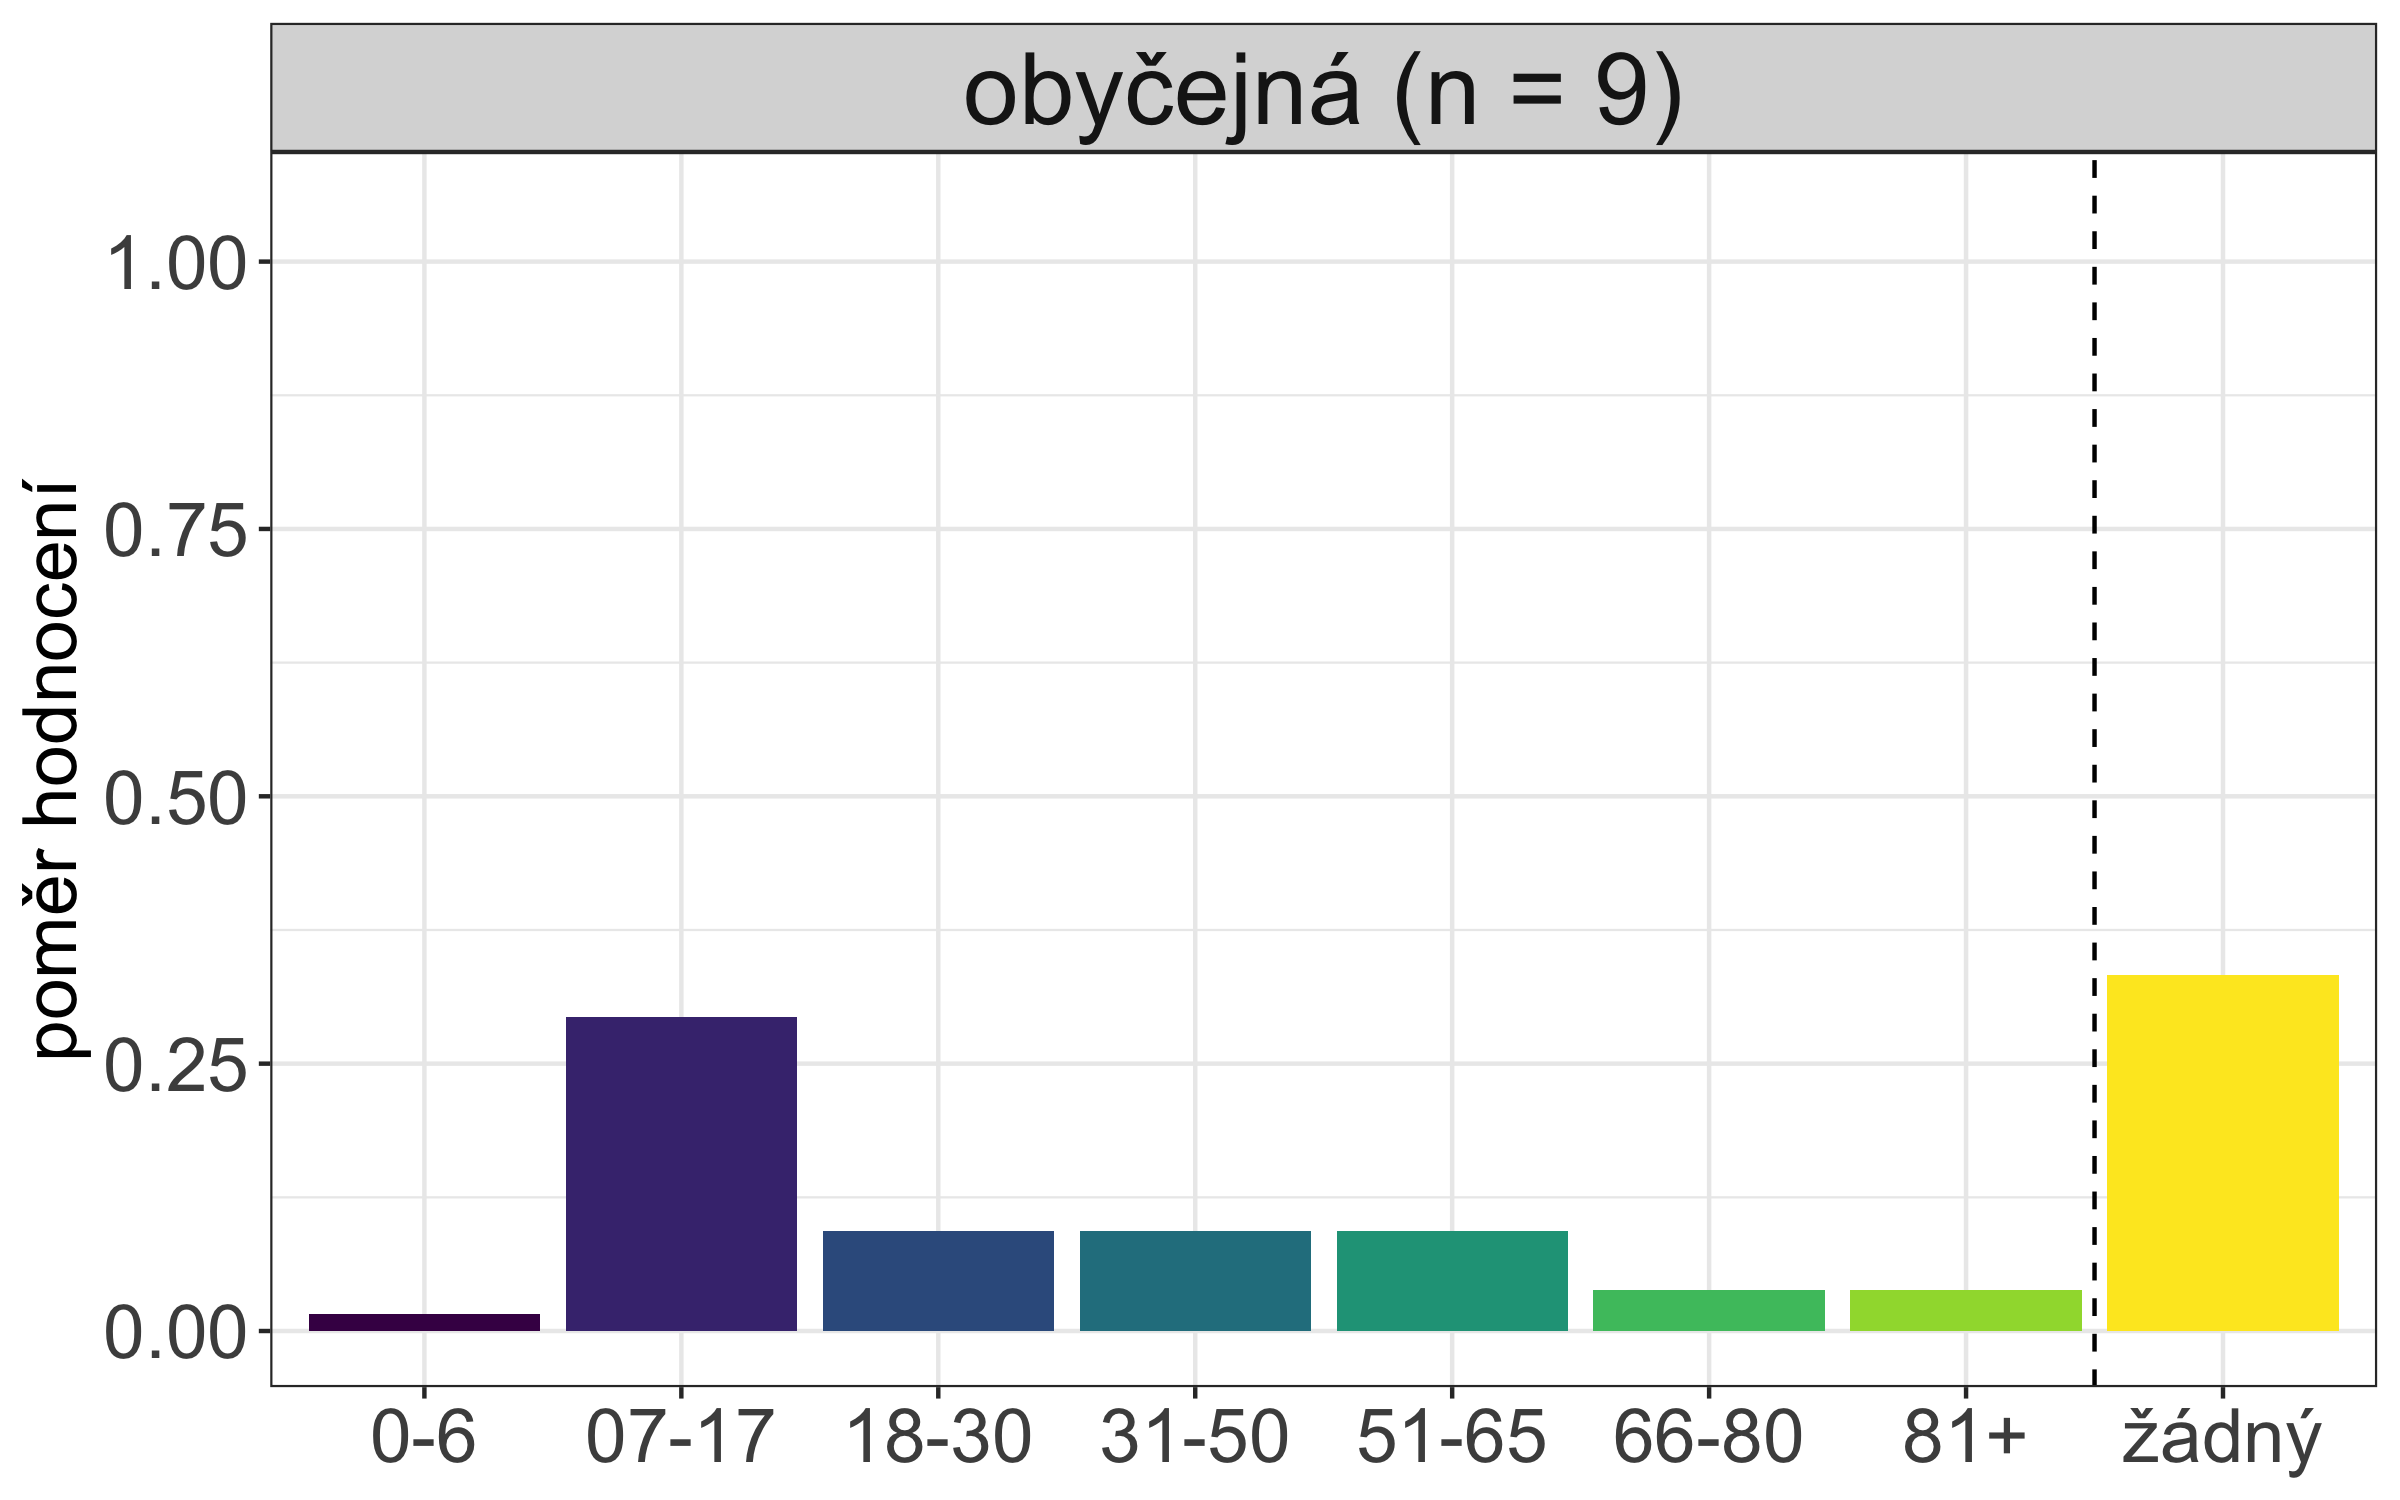 obyčejná (n = 9)
poměr hodnocení
1.00
0.75
0.50
0.25
0.00
0-6 07-17 18-30 31-50 51-65 66-80 81+ žádný